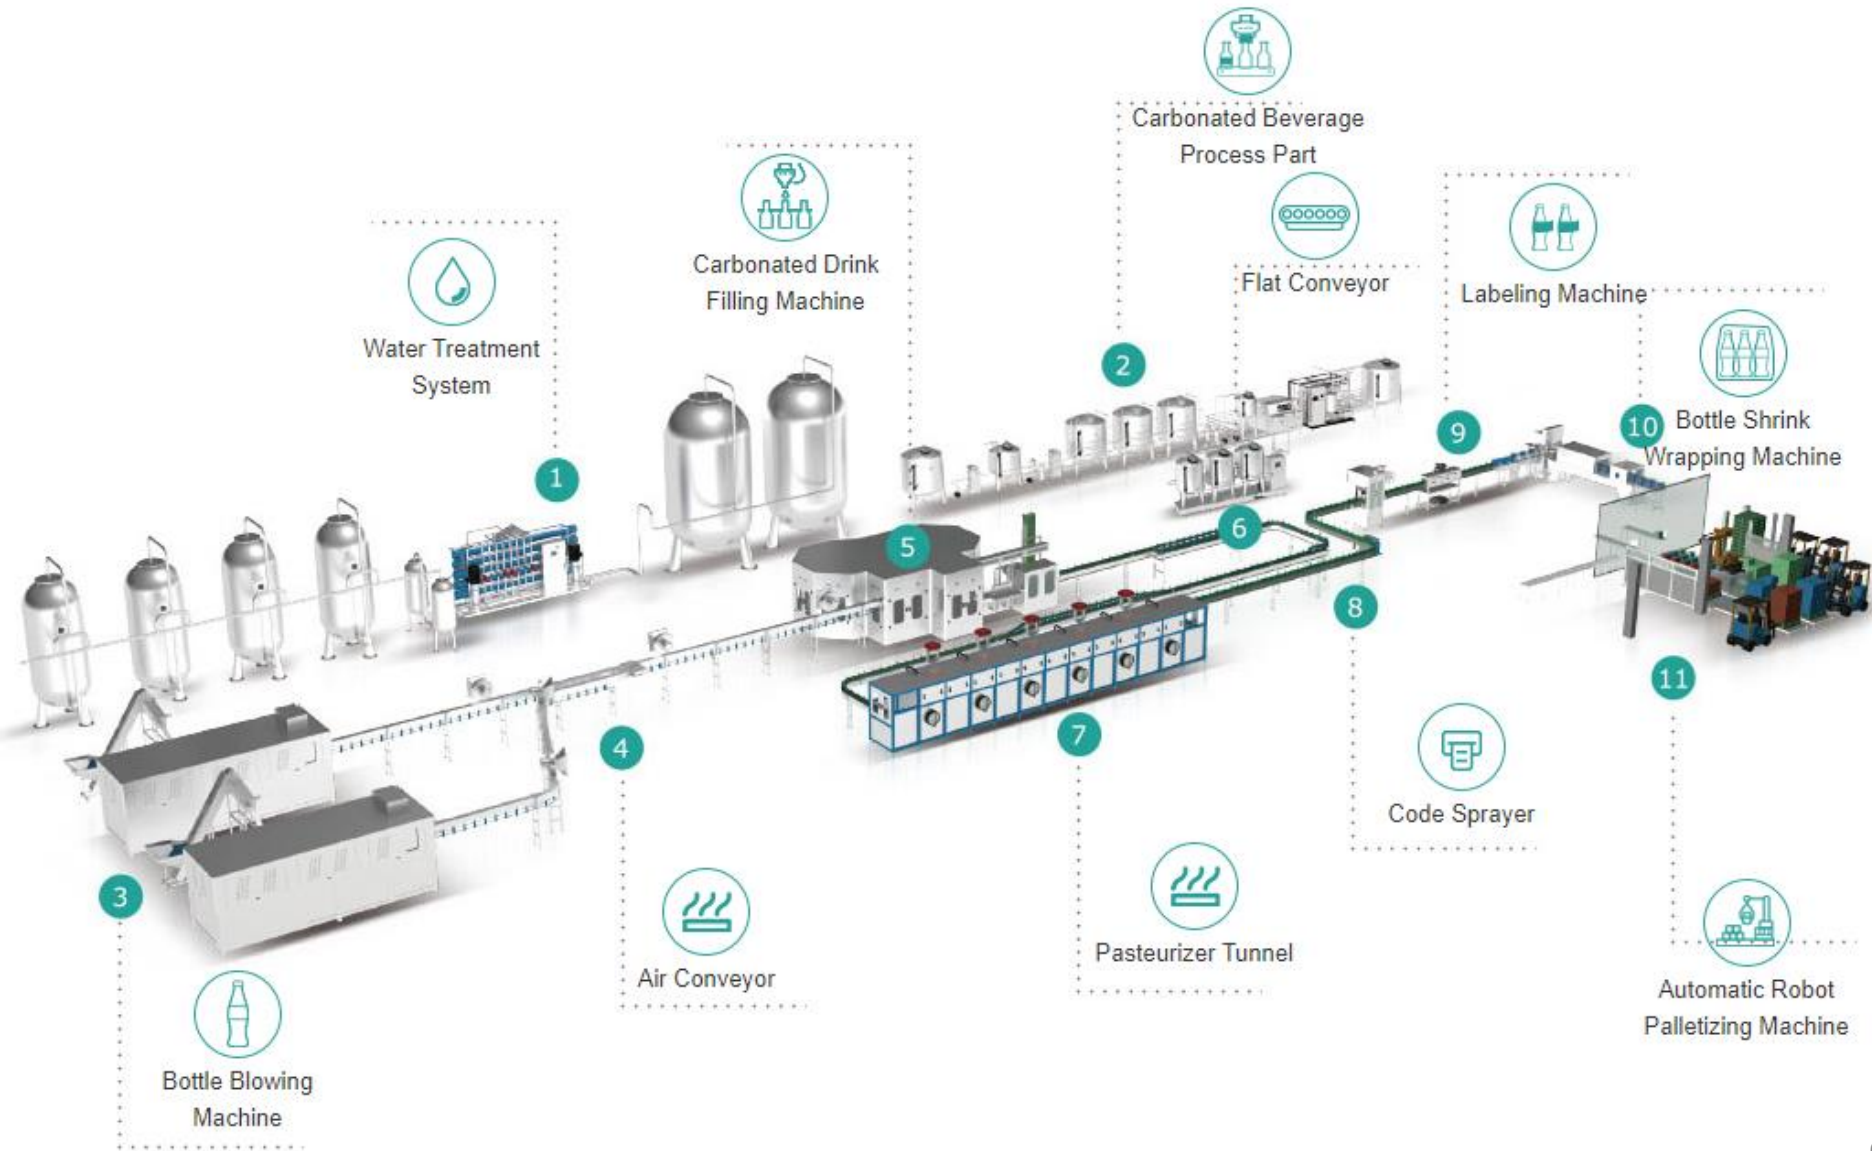 Carbonated Beverage
Process Part
Carbonated Drink
Filling Machine
Flat Conveyor
Labeling Machine
Water Treatment
System
2
9
10
Bottle Shrink
Wrapping Machine
1
5
6
8
11
4
7
3
Code Sprayer
Air Conveyor
Pasteurizer Tunnel
Automatic Robot
Palletizing Machine
Bottle Blowing
Machine